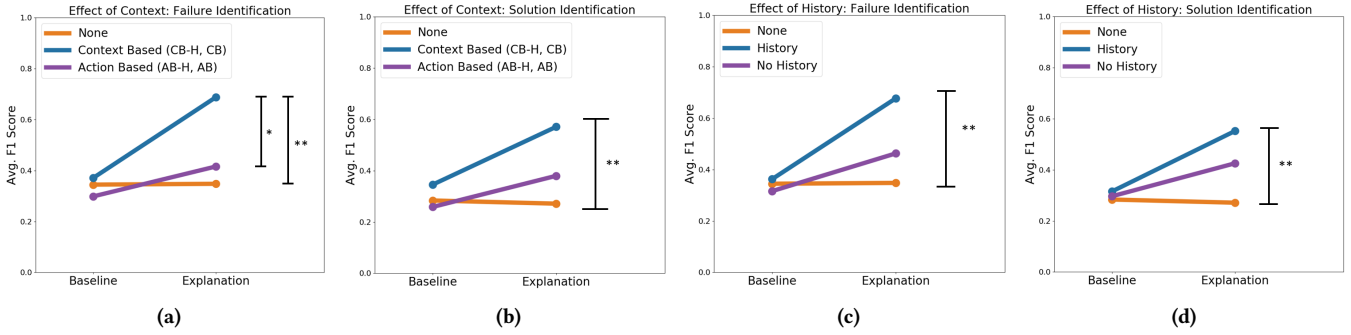 Effect of Context: Failure Identification
None
Context Based (CB-H, CB)
Action Based (AB-H, AB)
Avg. F1 Score
1.0
0.8
0.6
0.4
0.2
0.0
*
**
Baseline
Explanation
(a)
Effect of Context: Solution Identification
None
Context Based (CB-H, CB)
Action Based (AB-H, AB)
Avg. F1 Score
1.0
0.8
0.6
0.4
0.2
0.0
**
Baseline
Explanation
(b)
Effect of History: Failure Identification
None
History
No History
Avg. F1 Score
1.0
0.8
0.6
0.4
0.2
0.0
**
Baseline
Explanation
(c)
Effect of History: Solution Identification
None
History
No History
Avg. F1 Score
1.0
0.8
0.6
0.4
0.2
0.0
**
Baseline
Explanation
(d)